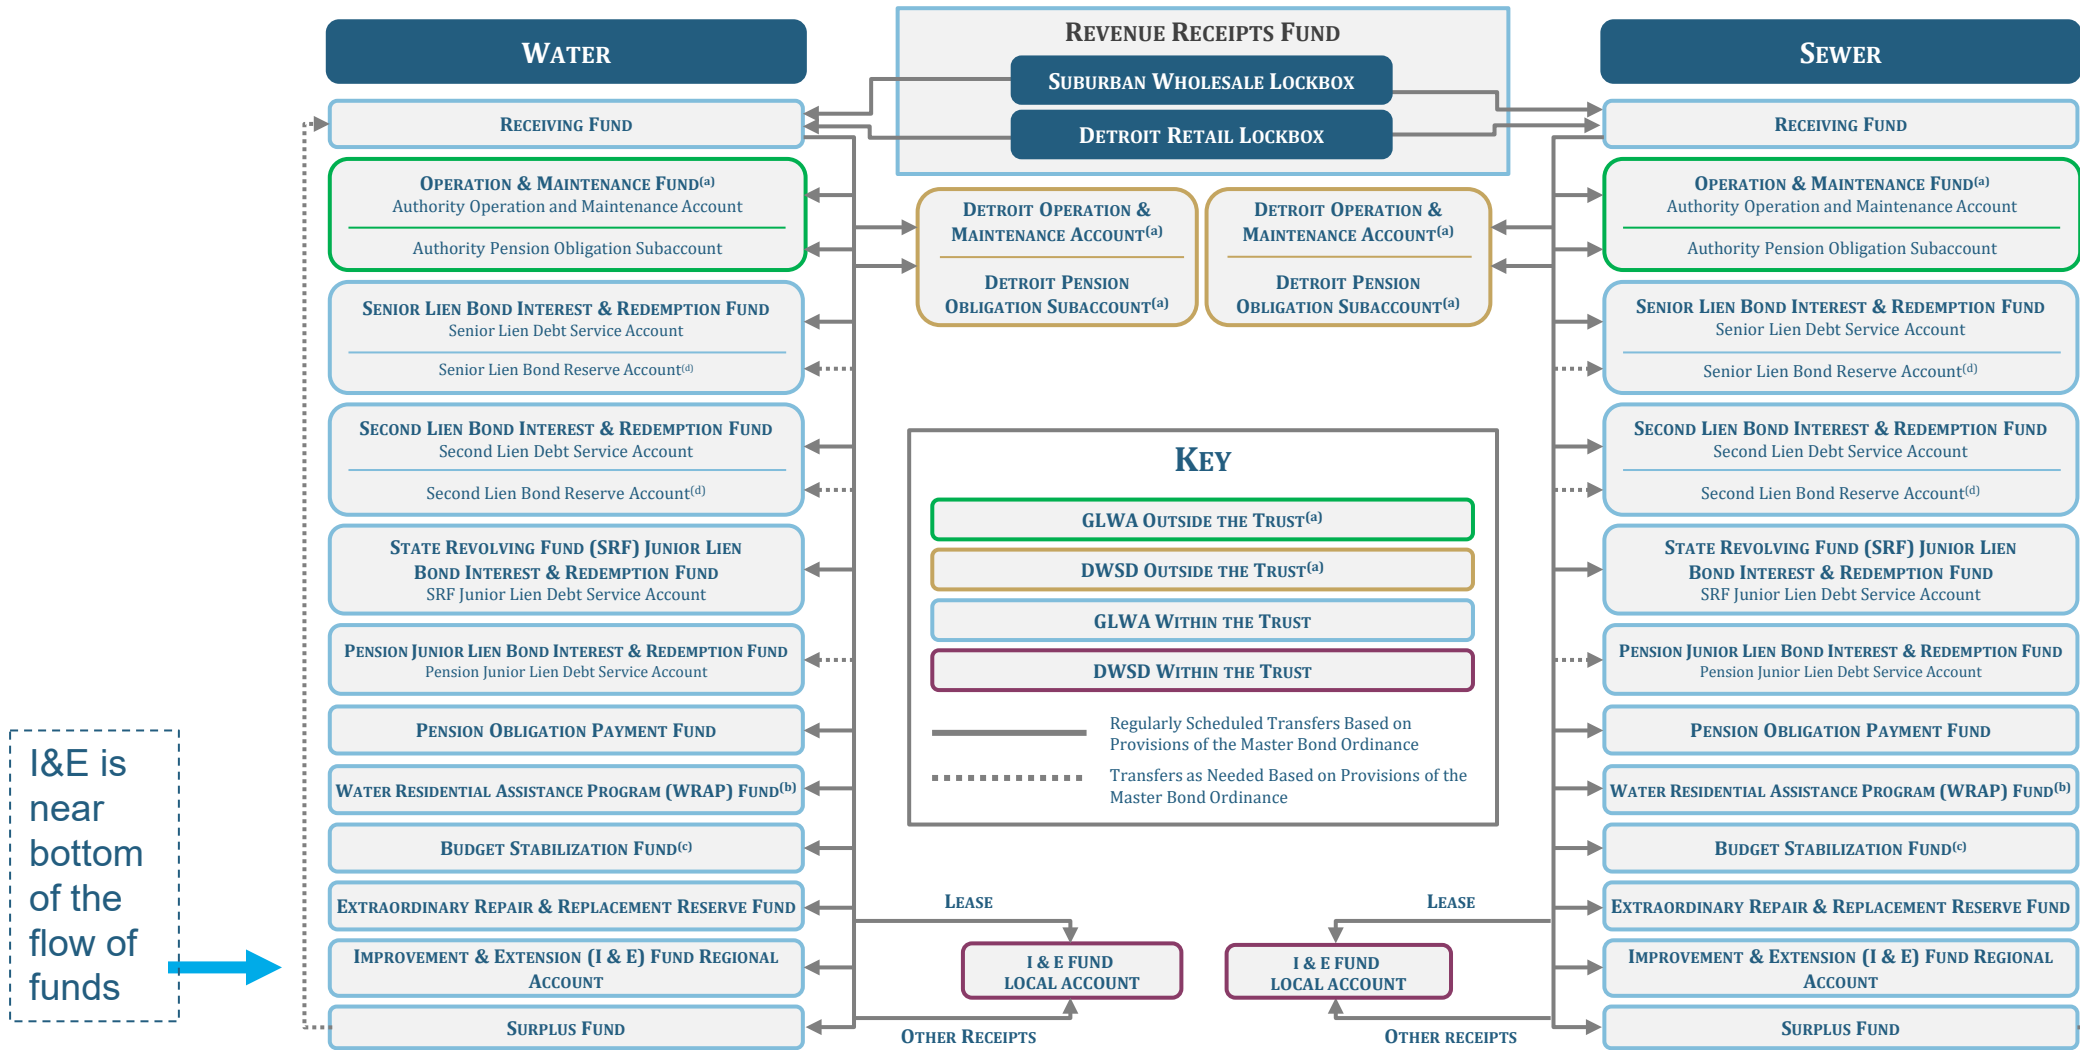 WATER
RECEIVING FUND
OPERATION & MAINTENANCE FUND(a)
Authority Operation and Maintenance Account
Authority Pension Obligation Subaccount
SENIOR LIEN BOND INTEREST & REDEMPTION FUND
Senior Lien Debt Service Account
Senior Lien Bond Reserve Account(d)
SECOND LIEN BOND INTEREST & REDEMPTION FUND
Second Lien Debt Service Account
Second Lien Bond Reserve Account(d)
STATE REVOLVING FUND (SRF) JUNIOR LIEN
BOND INTEREST & REDEMPTION FUND
SRF Junior Lien Debt Service Account
PENSION JUNIOR LIEN BOND INTEREST & REDEMPTION FUND
Pension Junior Lien Debt Service Account
PENSION OBLIGATION PAYMENT FUND
WATER RESIDENTIAL ASSISTANCE PROGRAM (WRAP) FUND(b)
BUDGET STABILIZATION FUND(c)
EXTRAORDINARY REPAIR & REPLACEMENT RESERVE FUND
IMPROVEMENT & EXTENSION (I & E) FUND REGIONAL
ACCOUNT
SURPLUS FUND
I&E is
near
bottom
of the
flow of
funds
REVENUE RECEIPTS FUND
SUBURBAN WHOLESALE LOCKBOX
DETROIT RETAIL LOCKBOX
DETROIT OPERATION &
MAINTENANCE ACCOUNT(a)
DETROIT PENSION
OBLIGATION SUBACCOUNT(a)
DETROIT OPERATION &
MAINTENANCE ACCOUNT(a)
DETROIT PENSION
OBLIGATION SUBACCOUNT(a)
KEY
GLWA OUTSIDE THE TRUST(a)
DWSD OUTSIDE THE TRUST(a)
GLWA WITHIN THE TRUST
DWSD WITHIN THE TRUST
Regularly Scheduled Transfers Based on
Provisions of the Master Bond Ordinance
Transfers as Needed Based on Provisions of the
Master Bond Ordinance
LEASE
I & E FUND
LOCAL ACCOUNT
OTHER RECEIPTS
LEASE
I & E FUND
LOCAL ACCOUNT
OTHER RECEIPTS
SEWER
RECEIVING FUND
OPERATION & MAINTENANCE FUND(a)
Authority Operation and Maintenance Account
Authority Pension Obligation Subaccount
SENIOR LIEN BOND INTEREST & REDEMPTION FUND
Senior Lien Debt Service Account
Senior Lien Bond Reserve Account(d)
SECOND LIEN BOND INTEREST & REDEMPTION FUND
Second Lien Debt Service Account
Second Lien Bond Reserve Account(d)
STATE REVOLVING FUND (SRF) JUNIOR LIEN
BOND INTEREST & REDEMPTION FUND
SRF Junior Lien Debt Service Account
PENSION JUNIOR LIEN BOND INTEREST & REDEMPTION FUND
Pension Junior Lien Debt Service Account
PENSION OBLIGATION PAYMENT FUND
WATER RESIDENTIAL ASSISTANCE PROGRAM (WRAP) FUND(b)
BUDGET STABILIZATION FUND(c)
EXTRAORDINARY REPAIR & REPLACEMENT RESERVE FUND
IMPROVEMENT & EXTENSION (I & E) FUND REGIONAL
ACCOUNT
SURPLUS FUND